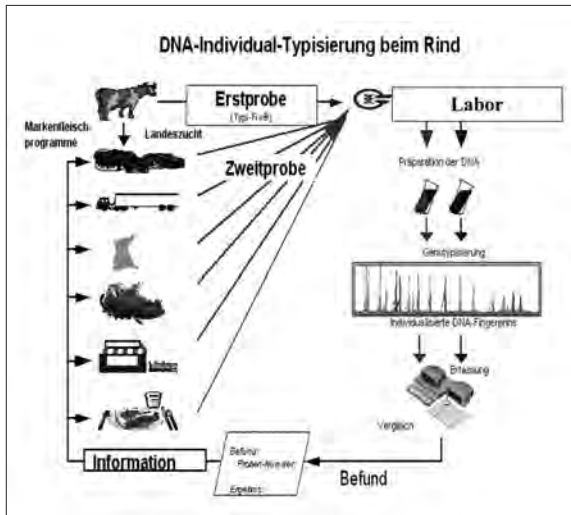 DNA-Individual-Typisierung beim Rind
Erstprobe
Labor
Markenfleisch-
programme
Landeszucht
Zweitprobe
Präparation der DNA
Genotypisierung
Individualisierte DNA-Fingerprints
Erfassung
Vergleich
Information
Befund:
Ergebnis:
Befund